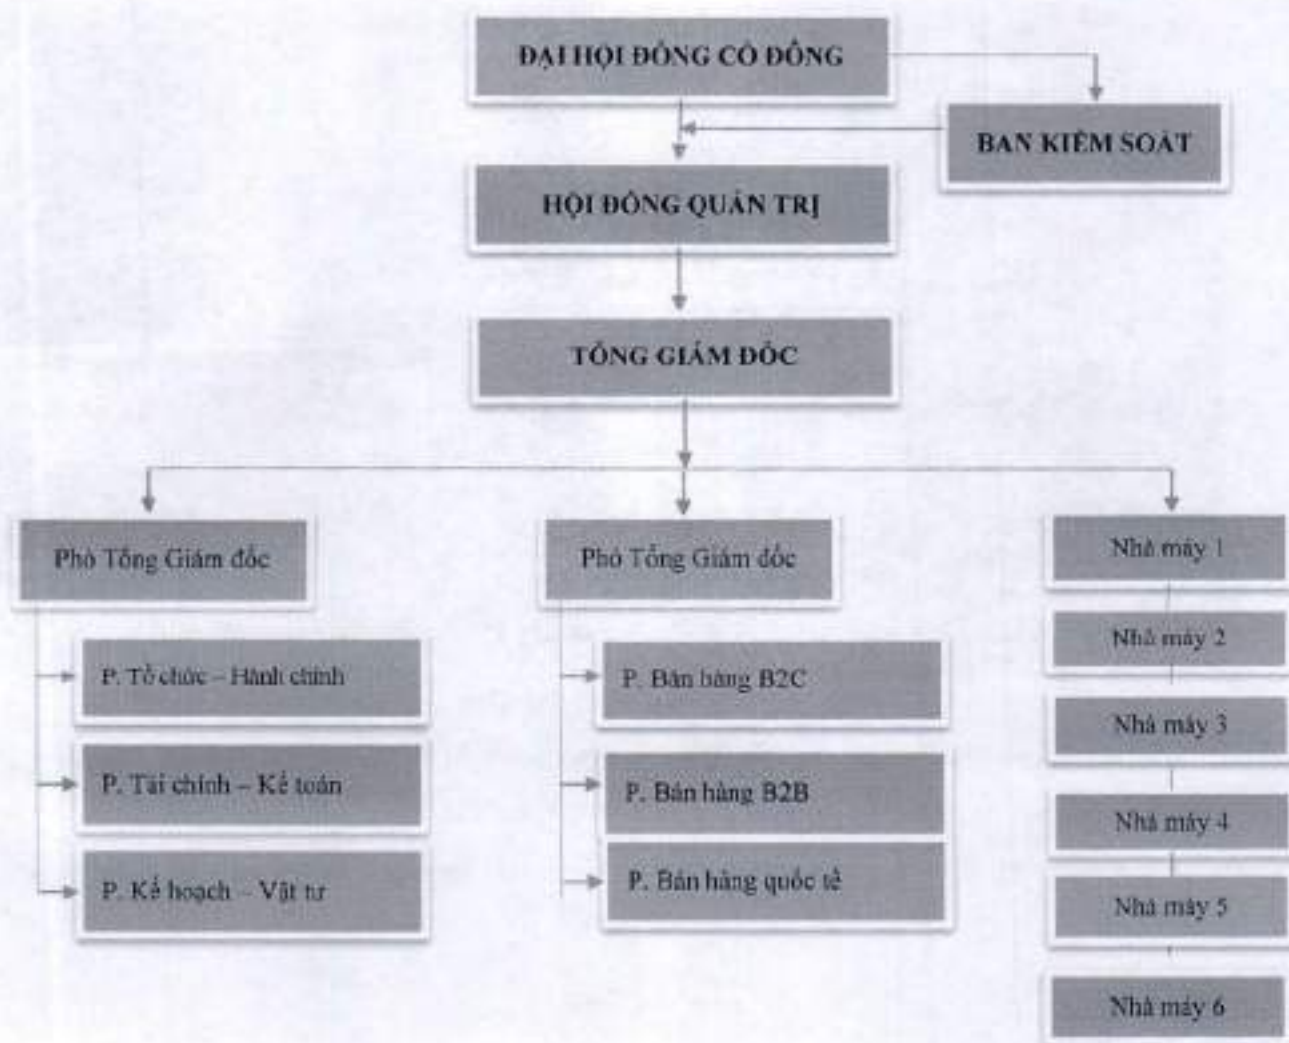 ĐẠI HỘI ĐỒNG CỔ ĐÔNG
BAN KIỂM SOÁT
HỘI ĐỒNG QUẢN TRỊ
TỔNG GIÁM ĐỐC
Phó Tổng Giám đốc
P. Tổ chức – Hành chính
P. Tài chính – Kế toán
P. Kế hoạch – Vật tư
Phó Tổng Giám đốc
P. Bán hàng B2C
P. Bán hàng B2B
P. Bán hàng quốc tế
Nhà máy 1
Nhà máy 2
Nhà máy 3
Nhà máy 4
Nhà máy 5
Nhà máy 6